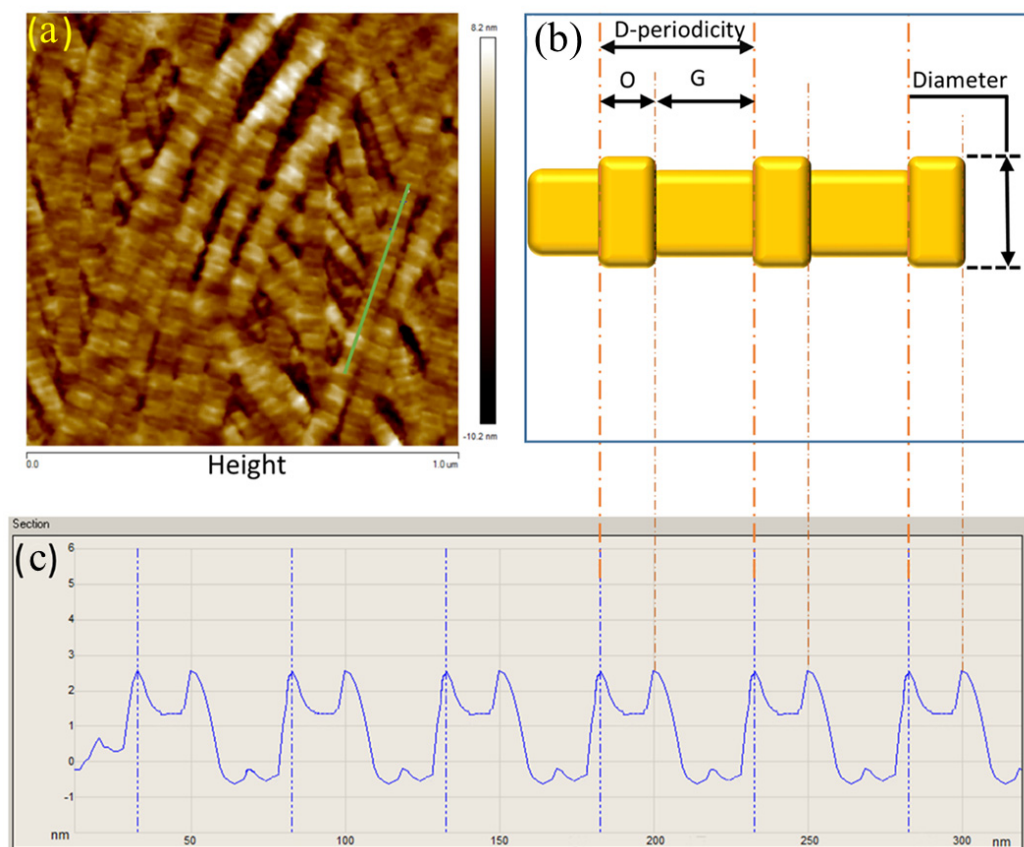 (a)
8.2 nm
-10.2 nm
0.0
Height
1.0 um
(b)
D-periodicity
O
G
Diameter
Section
(c)
6
5
4
3
2
1
0
-1
nm
50
100
150
200
250
300
nm